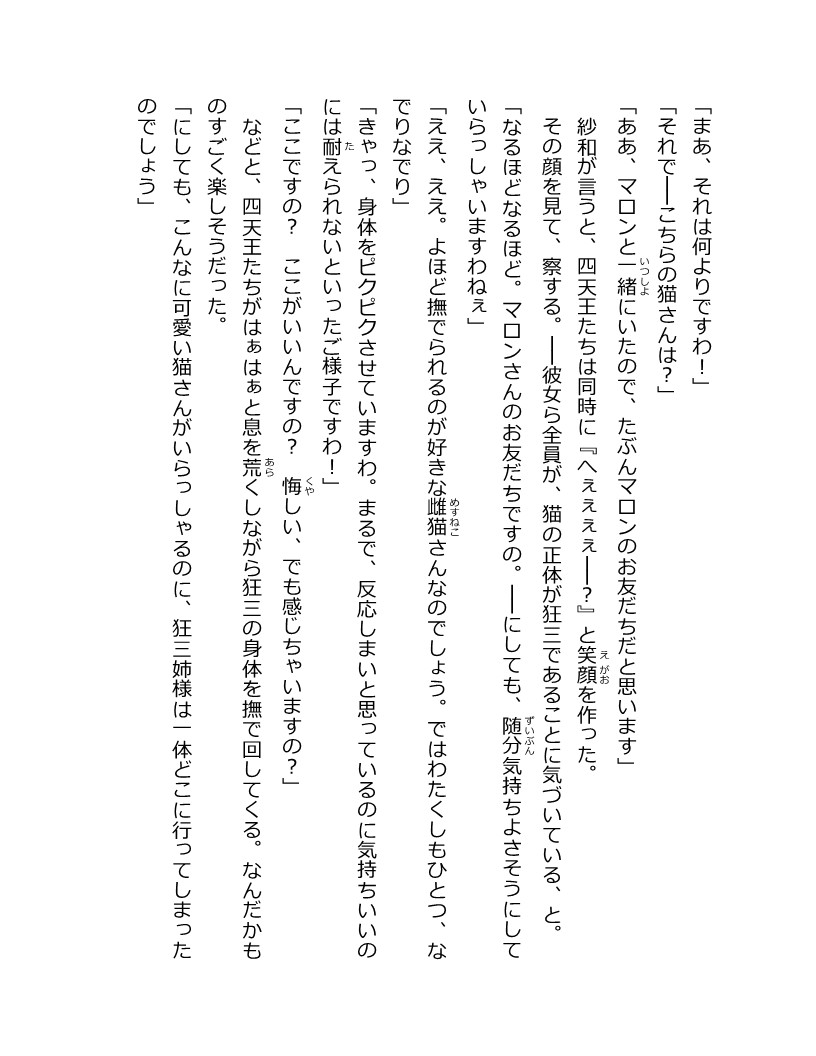 「まあ、それは何よりですわ！」
「それで――こちらの猫さんは？」
「ああ、マロンと一緒にいたので、たぶんマロンのお友だちだと思います」
　紗和が言うと、四天王たちは同時に『へぇぇぇぇ――？』と笑顔を作った。
　その顔を見て、察する。――彼女ら全員が、猫の正体が狂三であることに気づいている、と。
「なるほどなるほど。マロンさんのお友だちですの。――にしても、随分気持ちよさそうにして
いらっしゃいますわねぇ」
「ええ、ええ。よほど撫でられるのが好きな雌猫さんなのでしょう。ではわたくしもひとつ、な
でりなでり」
「きゃっ、身体をピクピクさせていますわ。まるで、反応しまいと思っているのに気持ちいいの
には耐えられないといったご様子ですわ！」
「ここですの？　ここがいいんですの？　悔しい、でも感じちゃいますの？」
　などと、四天王たちがはぁはぁと息を荒くしながら狂三の身体を撫で回してくる。なんだかも
のすごく楽しそうだった。
「にしても、こんなに可愛い猫さんがいらっしゃるのに、狂三姉様は一体どこに行ってしまった
のでしょう」